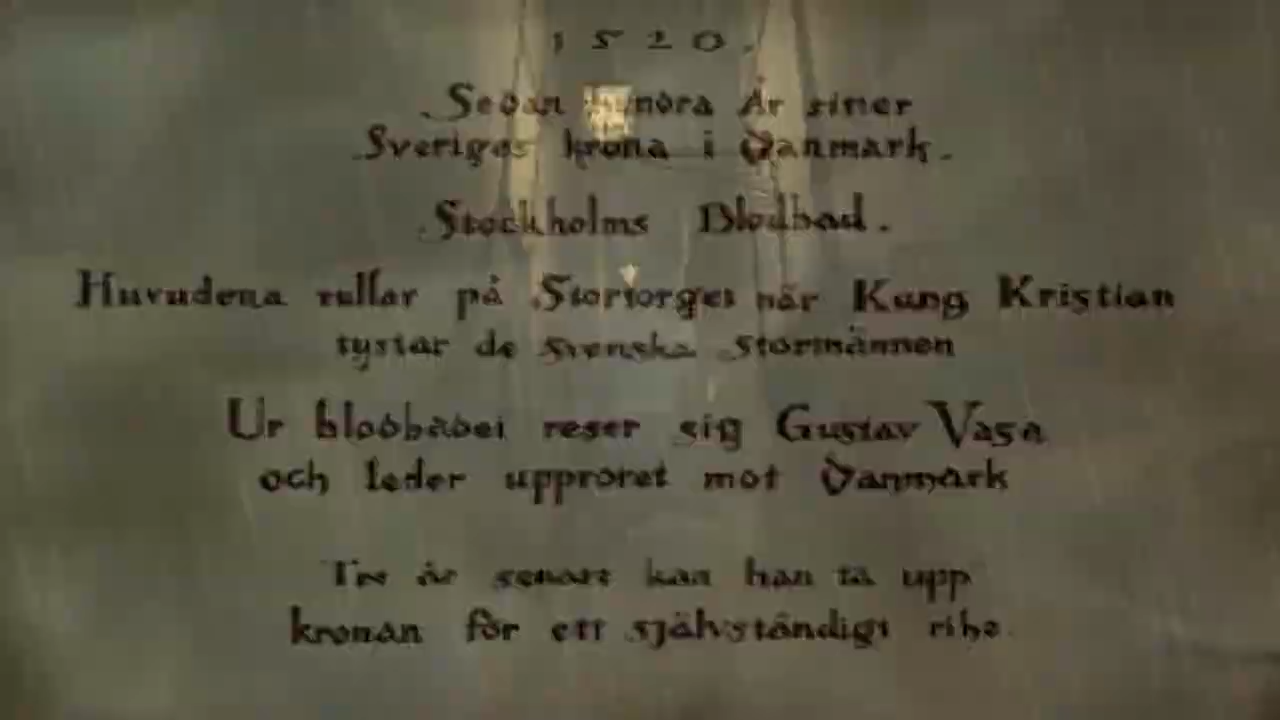 1520.
Sedan hundra År sitter
Sveriges krona i Danmark.
Stockholms Blodbad.
Huvudena rullar på Stortorget när Kung Kristian
tystar de svenska stormännen
Ur blodbadet reser sig Gustav Vasa
och leder upproret mot Danmark
Tre år senare kan han ta upp
kronan för ett självständigt rike.